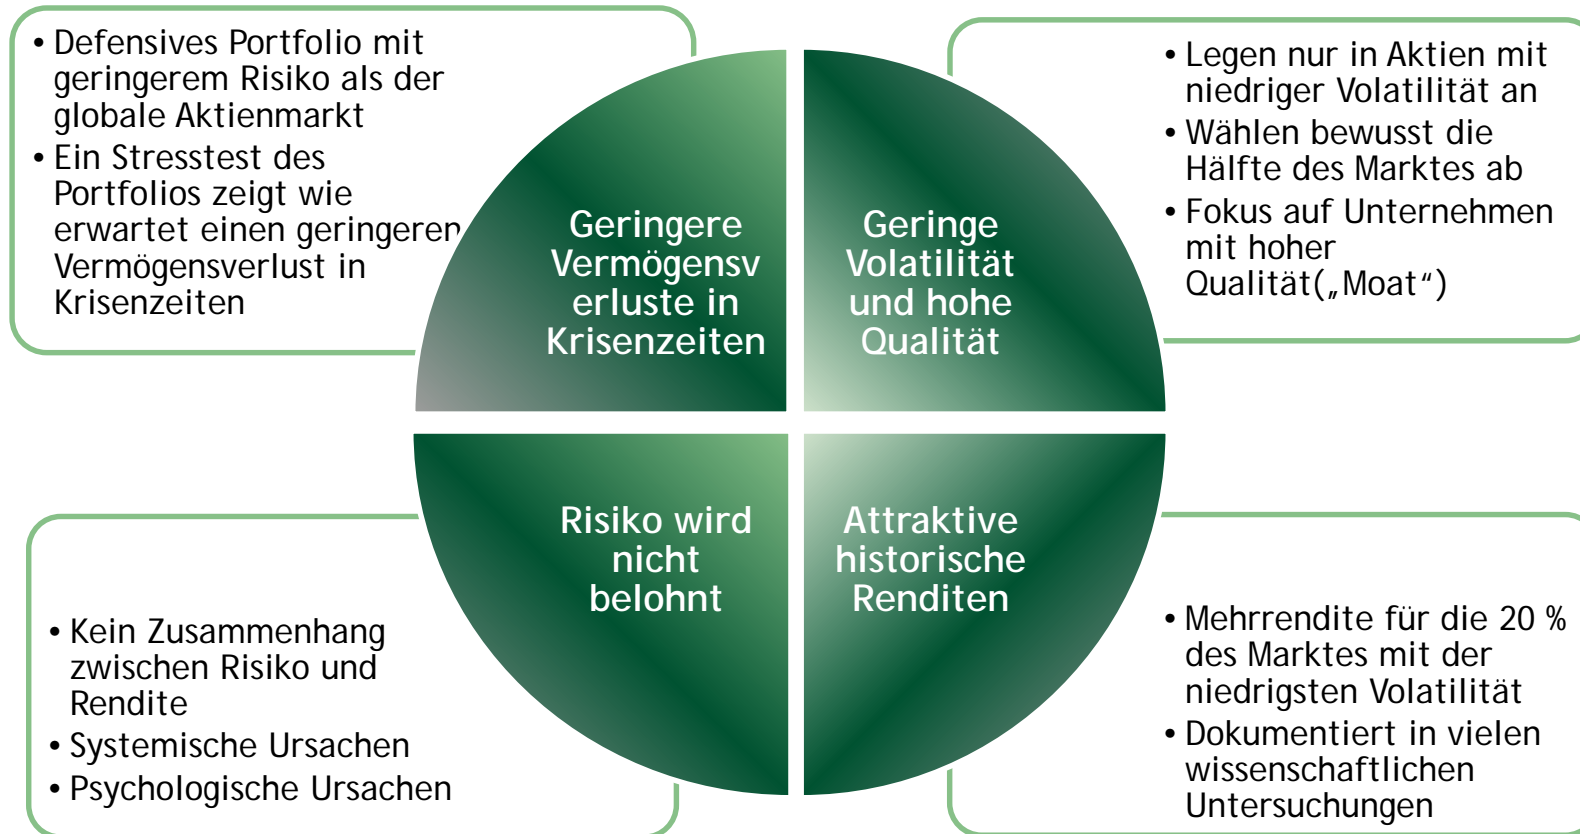 • Defensives Portfolio mit
geringerem Risiko als der
globale Aktienmarkt
• Ein Stresstest des
Portfolios zeigt wie
erwartet einen geringeren
Vermögensverlust in
Krisenzeiten
Geringere
Vermögensv
erluste in
Krisenzeiten
Geringe
Volatilität
und hohe
Qualität
• Legen nur in Aktien mit
niedriger Volatilität an
• Wählen bewusst die
Hälfte des Marktes ab
• Fokus auf Unternehmen
mit hoher
Qualität(„Moat“)
Risiko wird
nicht
belohnt
Attraktive
historische
Renditen
• Kein Zusammenhang
zwischen Risiko und
Rendite
• Systemische Ursachen
• Psychologische Ursachen
• Mehrrendite für die 20 %
des Marktes mit der
niedrigsten Volatilität
• Dokumentiert in vielen
wissenschaftlichen
Untersuchungen